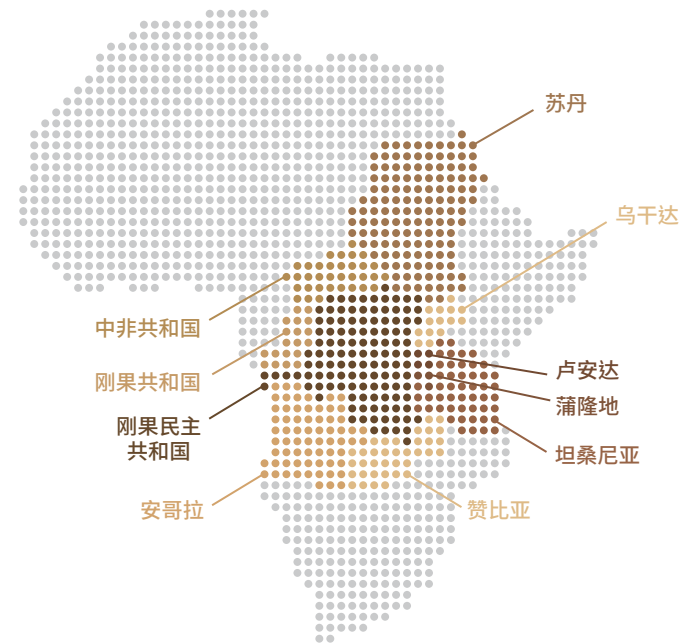 苏丹
乌干达
中非共和国
卢安达
刚果共和国
蒲隆地
刚果民主
共和国
坦桑尼亚
安哥拉
赞比亚